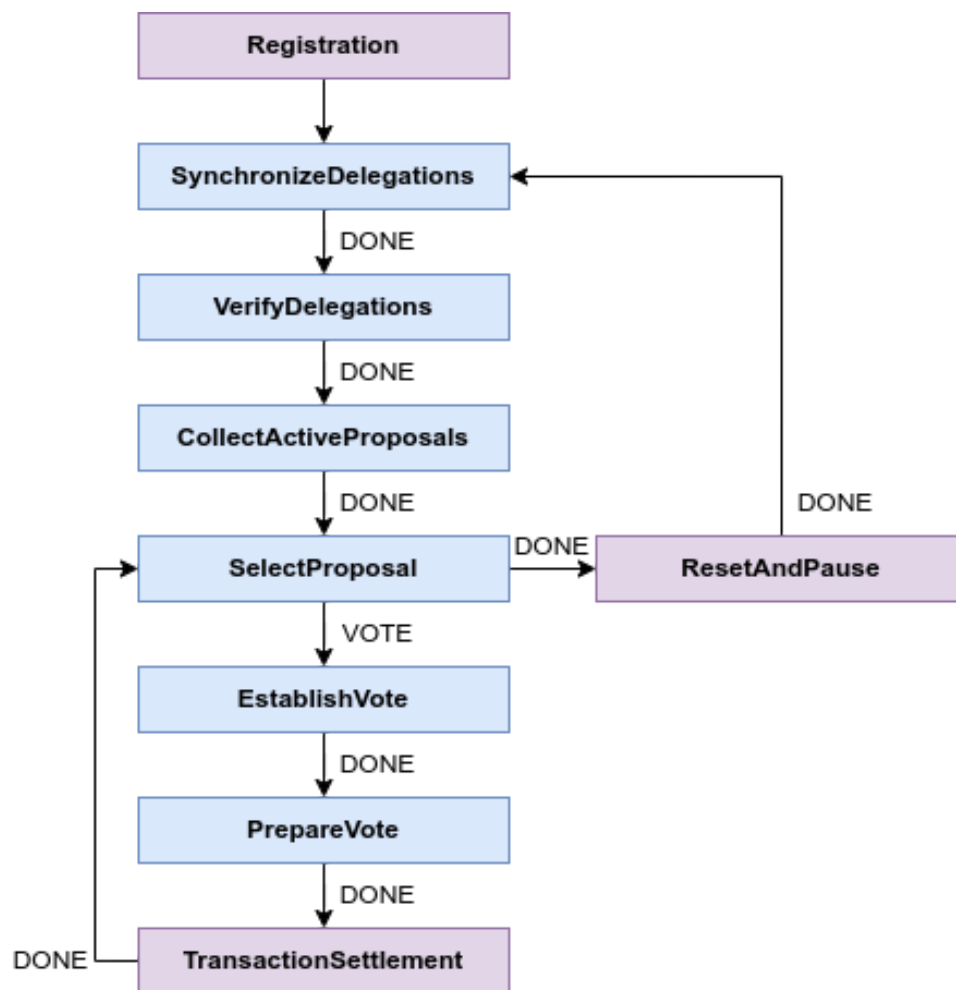 Registration
SynchronizeDelegations
DONE
VerifyDelegations
DONE
CollectActiveProposals
DONE
DONE
SelectProposal
DONE
ResetAndPause
VOTE
EstablishVote
DONE
PrepareVote
DONE
DONE
TransactionSettlement